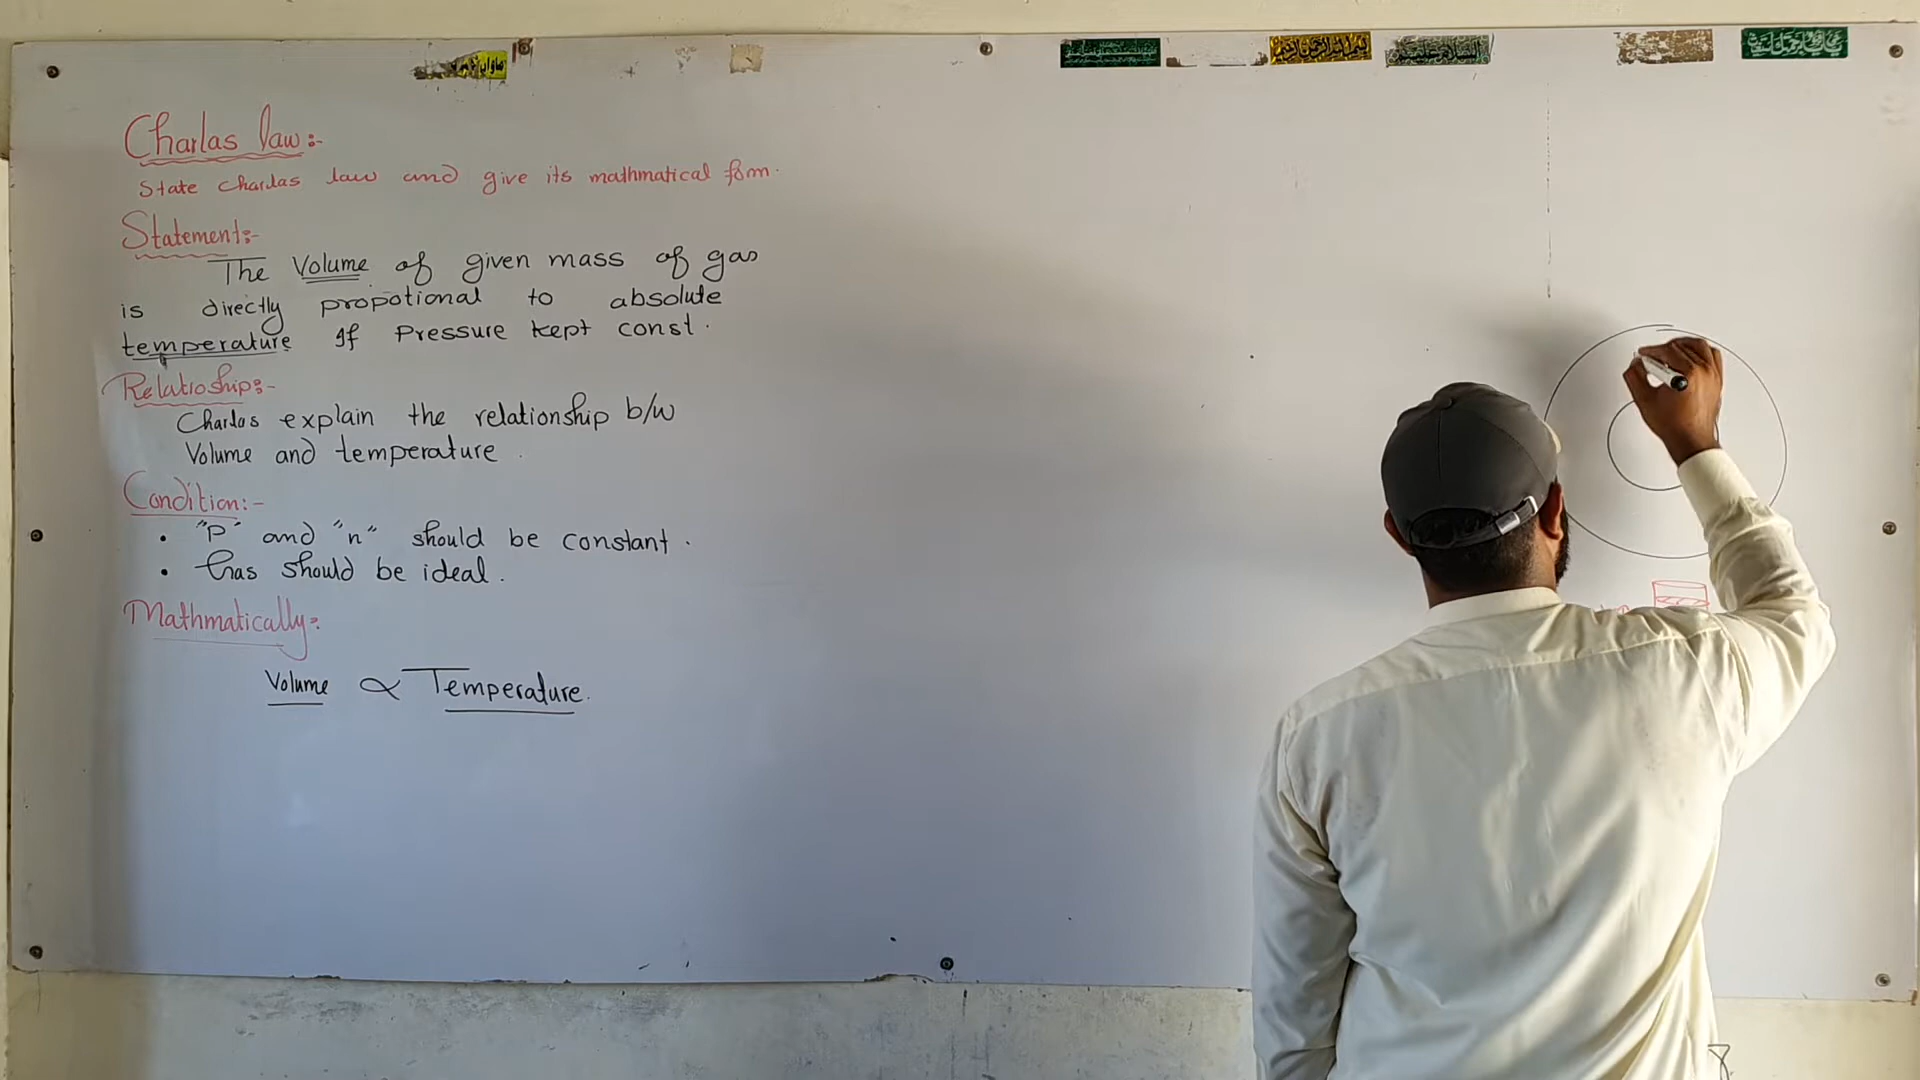 Charlas law:-
State charlas law and give its mathmatical form.
Statement:-
The Volume of given mass of gas
is directly propotional to absolute
temperature If Pressure kept const.
Relatioship:-
Charlas explain the relationship b/w
Volume and temperature
Condition:-
• "P" and "n" should be constant.
• Gas should be ideal.
Mathmatically:
Volume ∝ Temperature.